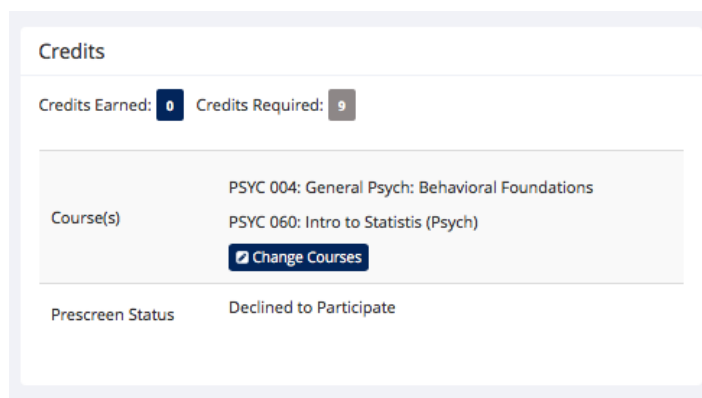 Credits
Credits Earned: 0 Credits Required: 9
PSYC 004: General Psych: Behavioral Foundations
Course(s)
PSYC 060: Intro to Statistis (Psych)
Change Courses
Prescreen Status Declined to Participate